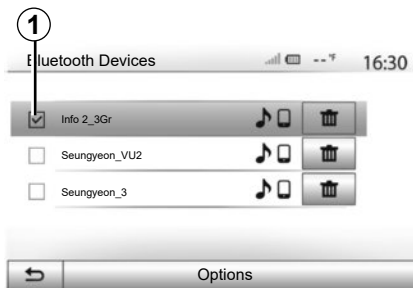 1
Bluetooth Devices -- °F 16:30
Info 2_3Gr
Seungyeon_VU2
Seungyeon_3
Options